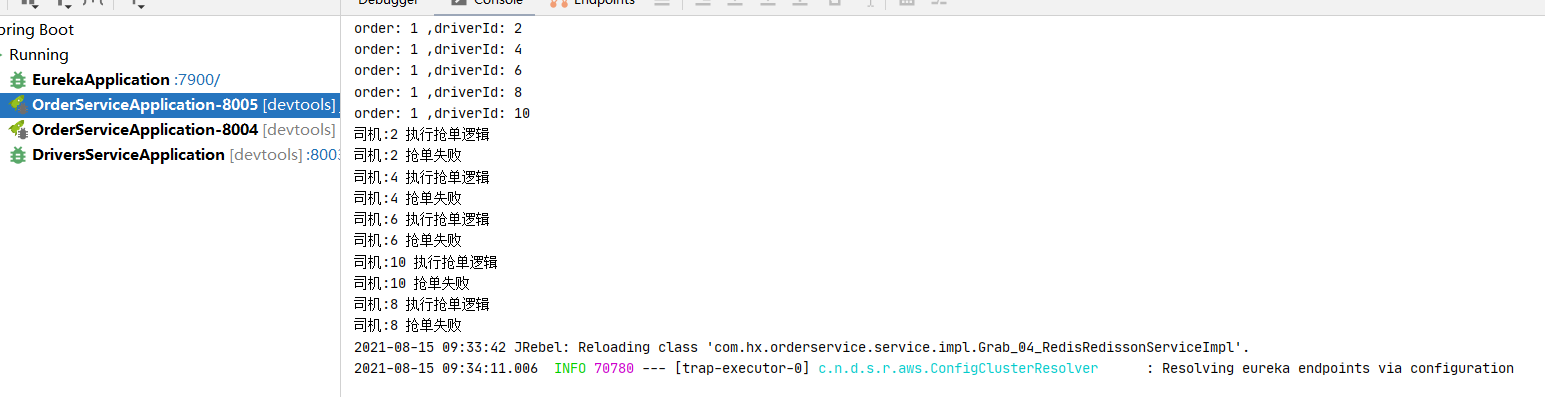 Debugger Console Endpoints
pring Boot
Running
EurekaApplication :7900/
OrderServiceApplication-8005 [devtools]
OrderServiceApplication-8004 [devtools]
DriversServiceApplication [devtools] :8003
order: 1 ,driverId: 2
order: 1 ,driverId: 4
order: 1 ,driverId: 6
order: 1 ,driverId: 8
order: 1 ,driverId: 10
司机:2 执行抢单逻辑
司机:2 抢单失败
司机:4 执行抢单逻辑
司机:4 抢单失败
司机:6 执行抢单逻辑
司机:6 抢单失败
司机:10 执行抢单逻辑
司机:10 抢单失败
司机:8 执行抢单逻辑
司机:8 抢单失败
2021-08-15 09:33:42 JRebel: Reloading class 'com.hx.orderservice.service.impl.Grab_04_RedisRedissonServiceImpl'.
2021-08-15 09:34:11.006 INFO 70780 --- [trap-executor-0] c.n.d.s.r.aws.ConfigClusterResolver : Resolving eureka endpoints via configuration